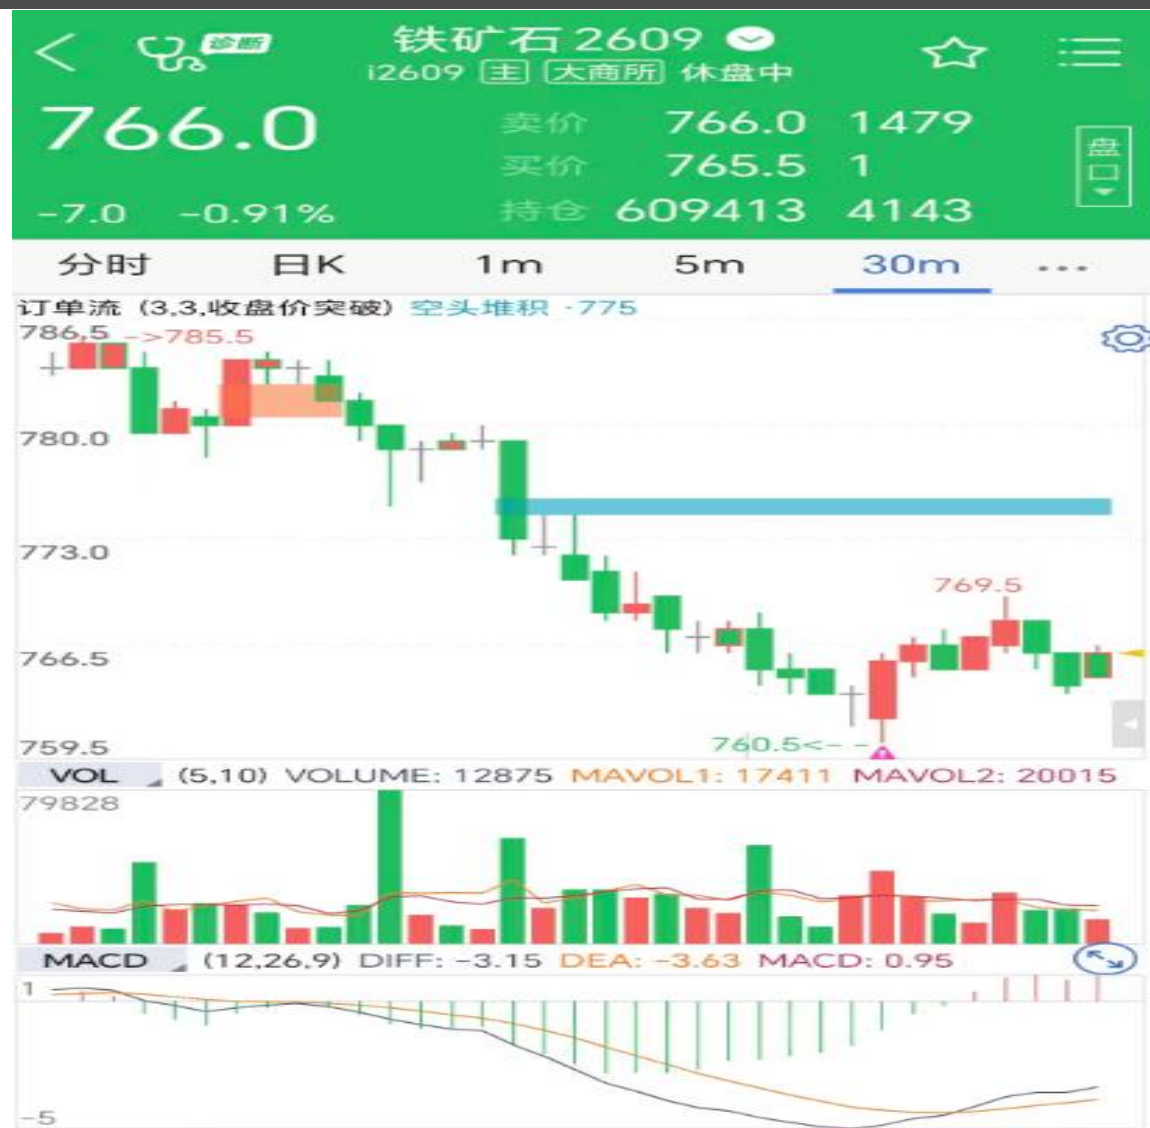 诊断
铁矿石 2609
i2609 主 大商所 休盘中
766.0
卖价 766.0 1479
买价 765.5 1
盘口
-7.0 -0.91%
持仓 609413 4143
分时 日K 1m 5m 30m ...
订单流 (3,3,收盘价突破) 空头堆积 ·775
786.5 ->785.5
780.0
773.0
769.5
766.5
760.5<--
759.5
VOL (5,10) VOLUME: 12875 MAVOL1: 17411 MAVOL2: 20015
79828
MACD (12,26,9) DIFF: -3.15 DEA: -3.63 MACD: 0.95
1
-5